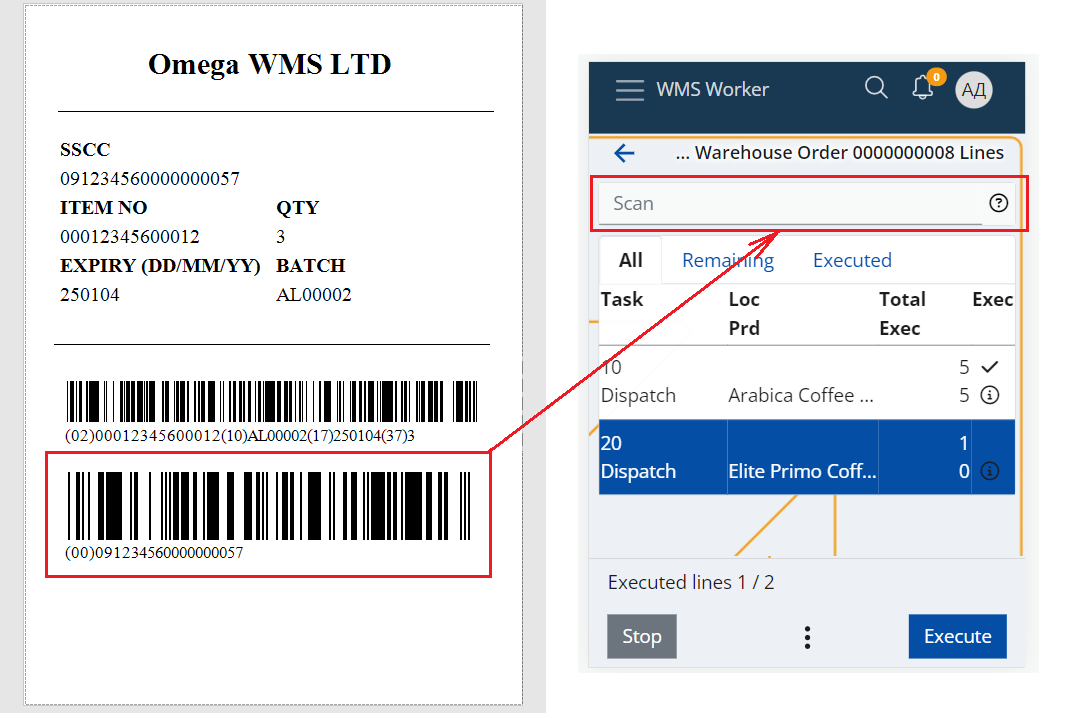 Omega WMS LTD
SSCC
091234560000000057
ITEM NO QTY
00012345600012 3
EXPIRY (DD/MM/YY) BATCH
250104 AL00002
(02)00012345600012(10)AL00002(17)250104(37)3
(00)091234560000000057
WMS Worker 0 АД
... Warehouse Order 0000000008 Lines
Scan
All Remaining Executed
Task Loc Total Exec
Prd Exec
10 5
Dispatch Arabica Coffee ... 5
20 1
Dispatch Elite Primo Coff... 0
Executed lines 1 / 2
Stop Execute